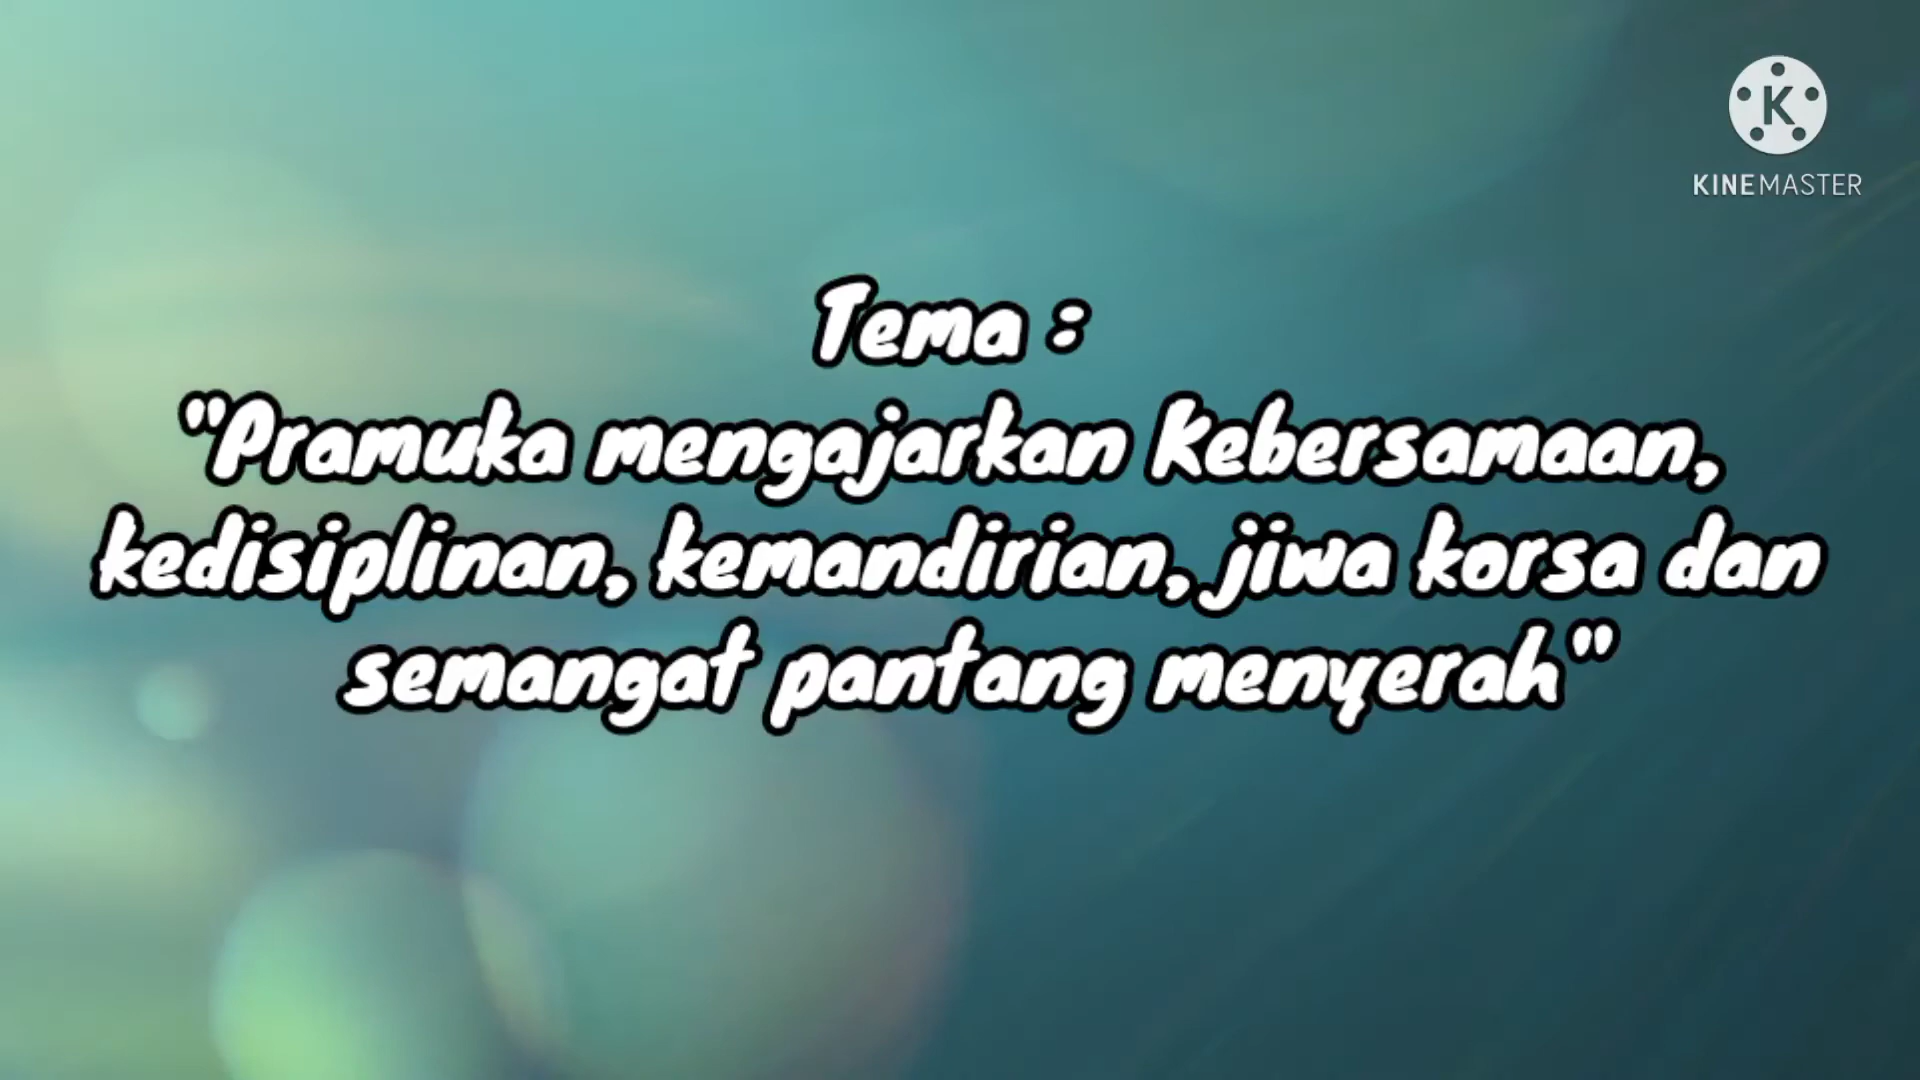 K
KINEMASTER
Tema :
"Pramuka mengajarkan Kebersamaan,
kedisiplinan, kemandirian, jiwa korsa dan
semangat pantang menyerah"